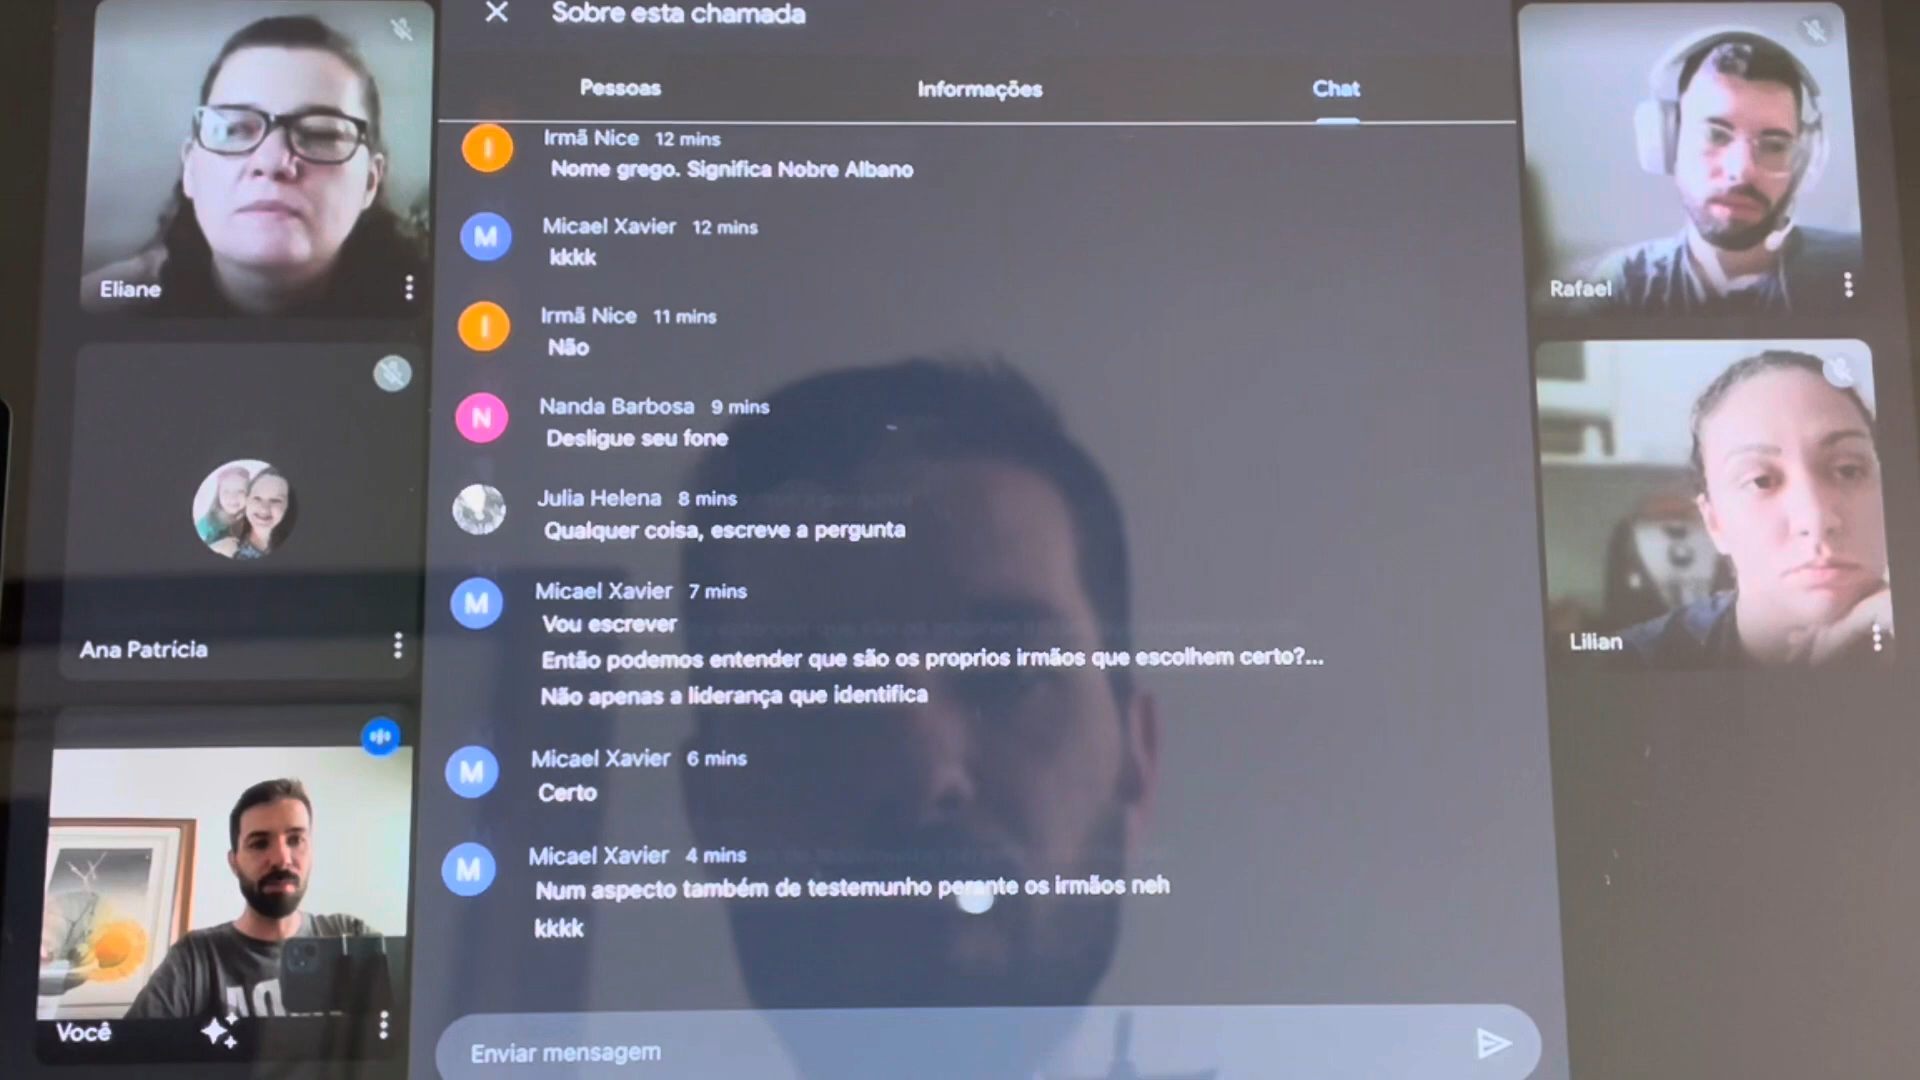 Sobre esta chamada
Pessoas
Informações
Chat
Irmã Nice 12 mins
Nome grego. Significa Nobre Albano
Micael Xavier 12 mins
kkkk
Irmã Nice 11 mins
Não
Nanda Barbosa 9 mins
Desligue seu fone
Julia Helena 8 mins
Qualquer coisa, escreve a pergunta
Micael Xavier 7 mins
Vou escrever
Então podemos entender que são os proprios irmãos que escolhem certo?...
Não apenas a liderança que identifica
Micael Xavier 6 mins
Certo
Micael Xavier 4 mins
Num aspecto também de testemunho perante os irmãos neh
kkkk
Enviar mensagem
Eliane
Ana Patrícia
Você
Rafael
Lilian
I
M
I
N
M
M
M